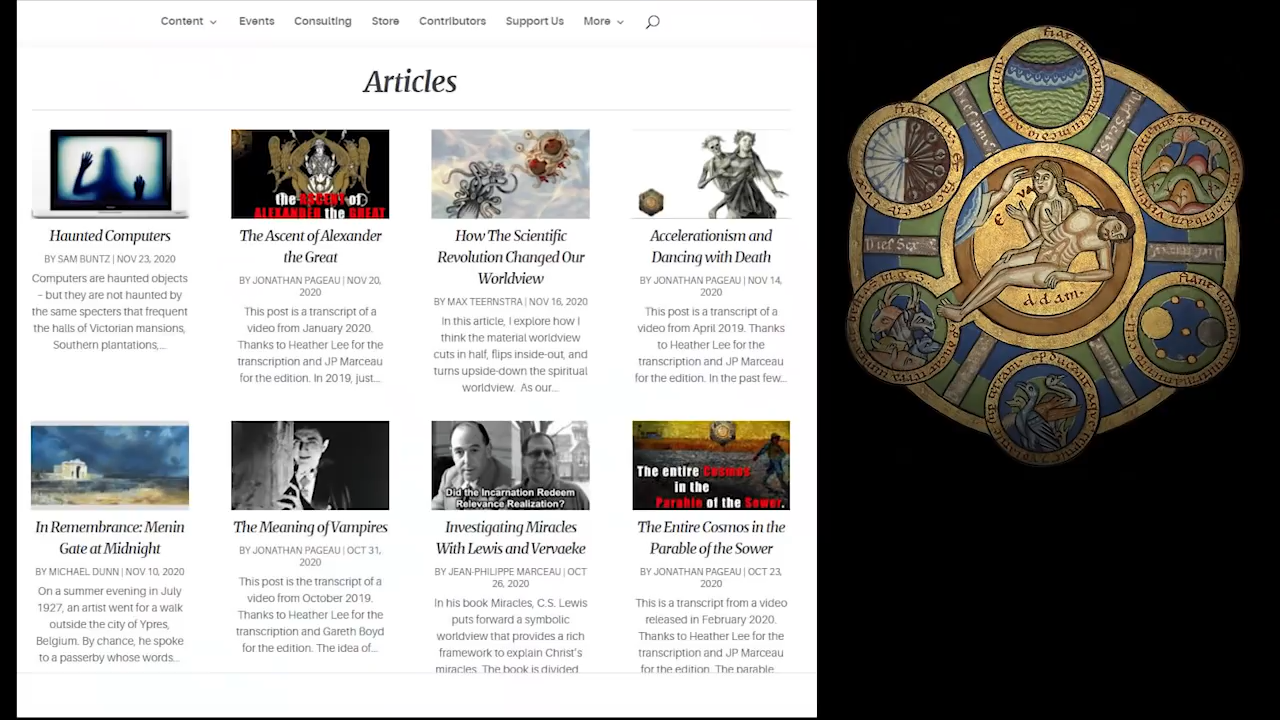 Content
Events
Consulting
Store
Contributors
Support Us
More
Articles
Haunted Computers
BY SAM BUNTZ | NOV 23, 2020
Computers are haunted objects
– but they are not haunted by
the same specters that frequent
the halls of Victorian mansions,
Southern plantations,...
the ASCENT of
ALEXANDER the GREAT
The Ascent of Alexander
the Great
BY JONATHAN PAGEAU | NOV 20,
2020
This post is a transcript of a
video from January 2020.
Thanks to Heather Lee for the
transcription and JP Marceau
for the edition. In 2019, just...
How The Scientific
Revolution Changed Our
Worldview
BY MAX TEERNSTRA | NOV 16, 2020
In this article, I explore how I
think the material worldview
cuts in half, flips inside-out, and
turns upside-down the spiritual
worldview. As our...
Accelerationism and
Dancing with Death
BY JONATHAN PAGEAU | NOV 14,
2020
This post is a transcript of a
video from April 2019. Thanks
to Heather Lee for the
transcription and JP Marceau
for the edition. In the past few...
In Remembrance: Menin
Gate at Midnight
BY MICHAEL DUNN | NOV 10, 2020
On a summer evening in July
1927, an artist went for a walk
outside the city of Ypres,
Belgium. By chance, he spoke
to a passerby whose words...
The Meaning of Vampires
BY JONATHAN PAGEAU | OCT 31,
2020
This post is the transcript of a
video from October 2019.
Thanks to Heather Lee for the
transcription and Gareth Boyd
for the edition. The idea of...
Did the Incarnation Redeem
Relevance Realization?
Investigating Miracles
With Lewis and Vervaeke
BY JEAN-PHILIPPE MARCEAU | OCT
26, 2020
In his book Miracles, C.S. Lewis
puts forward a symbolic
worldview that provides a rich
framework to explain Christ's
miracles. The book is divided
The entire Cosmos
in the
Parable of the Sower.
The Entire Cosmos in the
Parable of the Sower
BY JONATHAN PAGEAU | OCT 23,
2020
This is a transcript from a video
released in February 2020.
Thanks to Heather Lee for the
transcription and JP Marceau
for the edition. The parable...
E VA
adam.